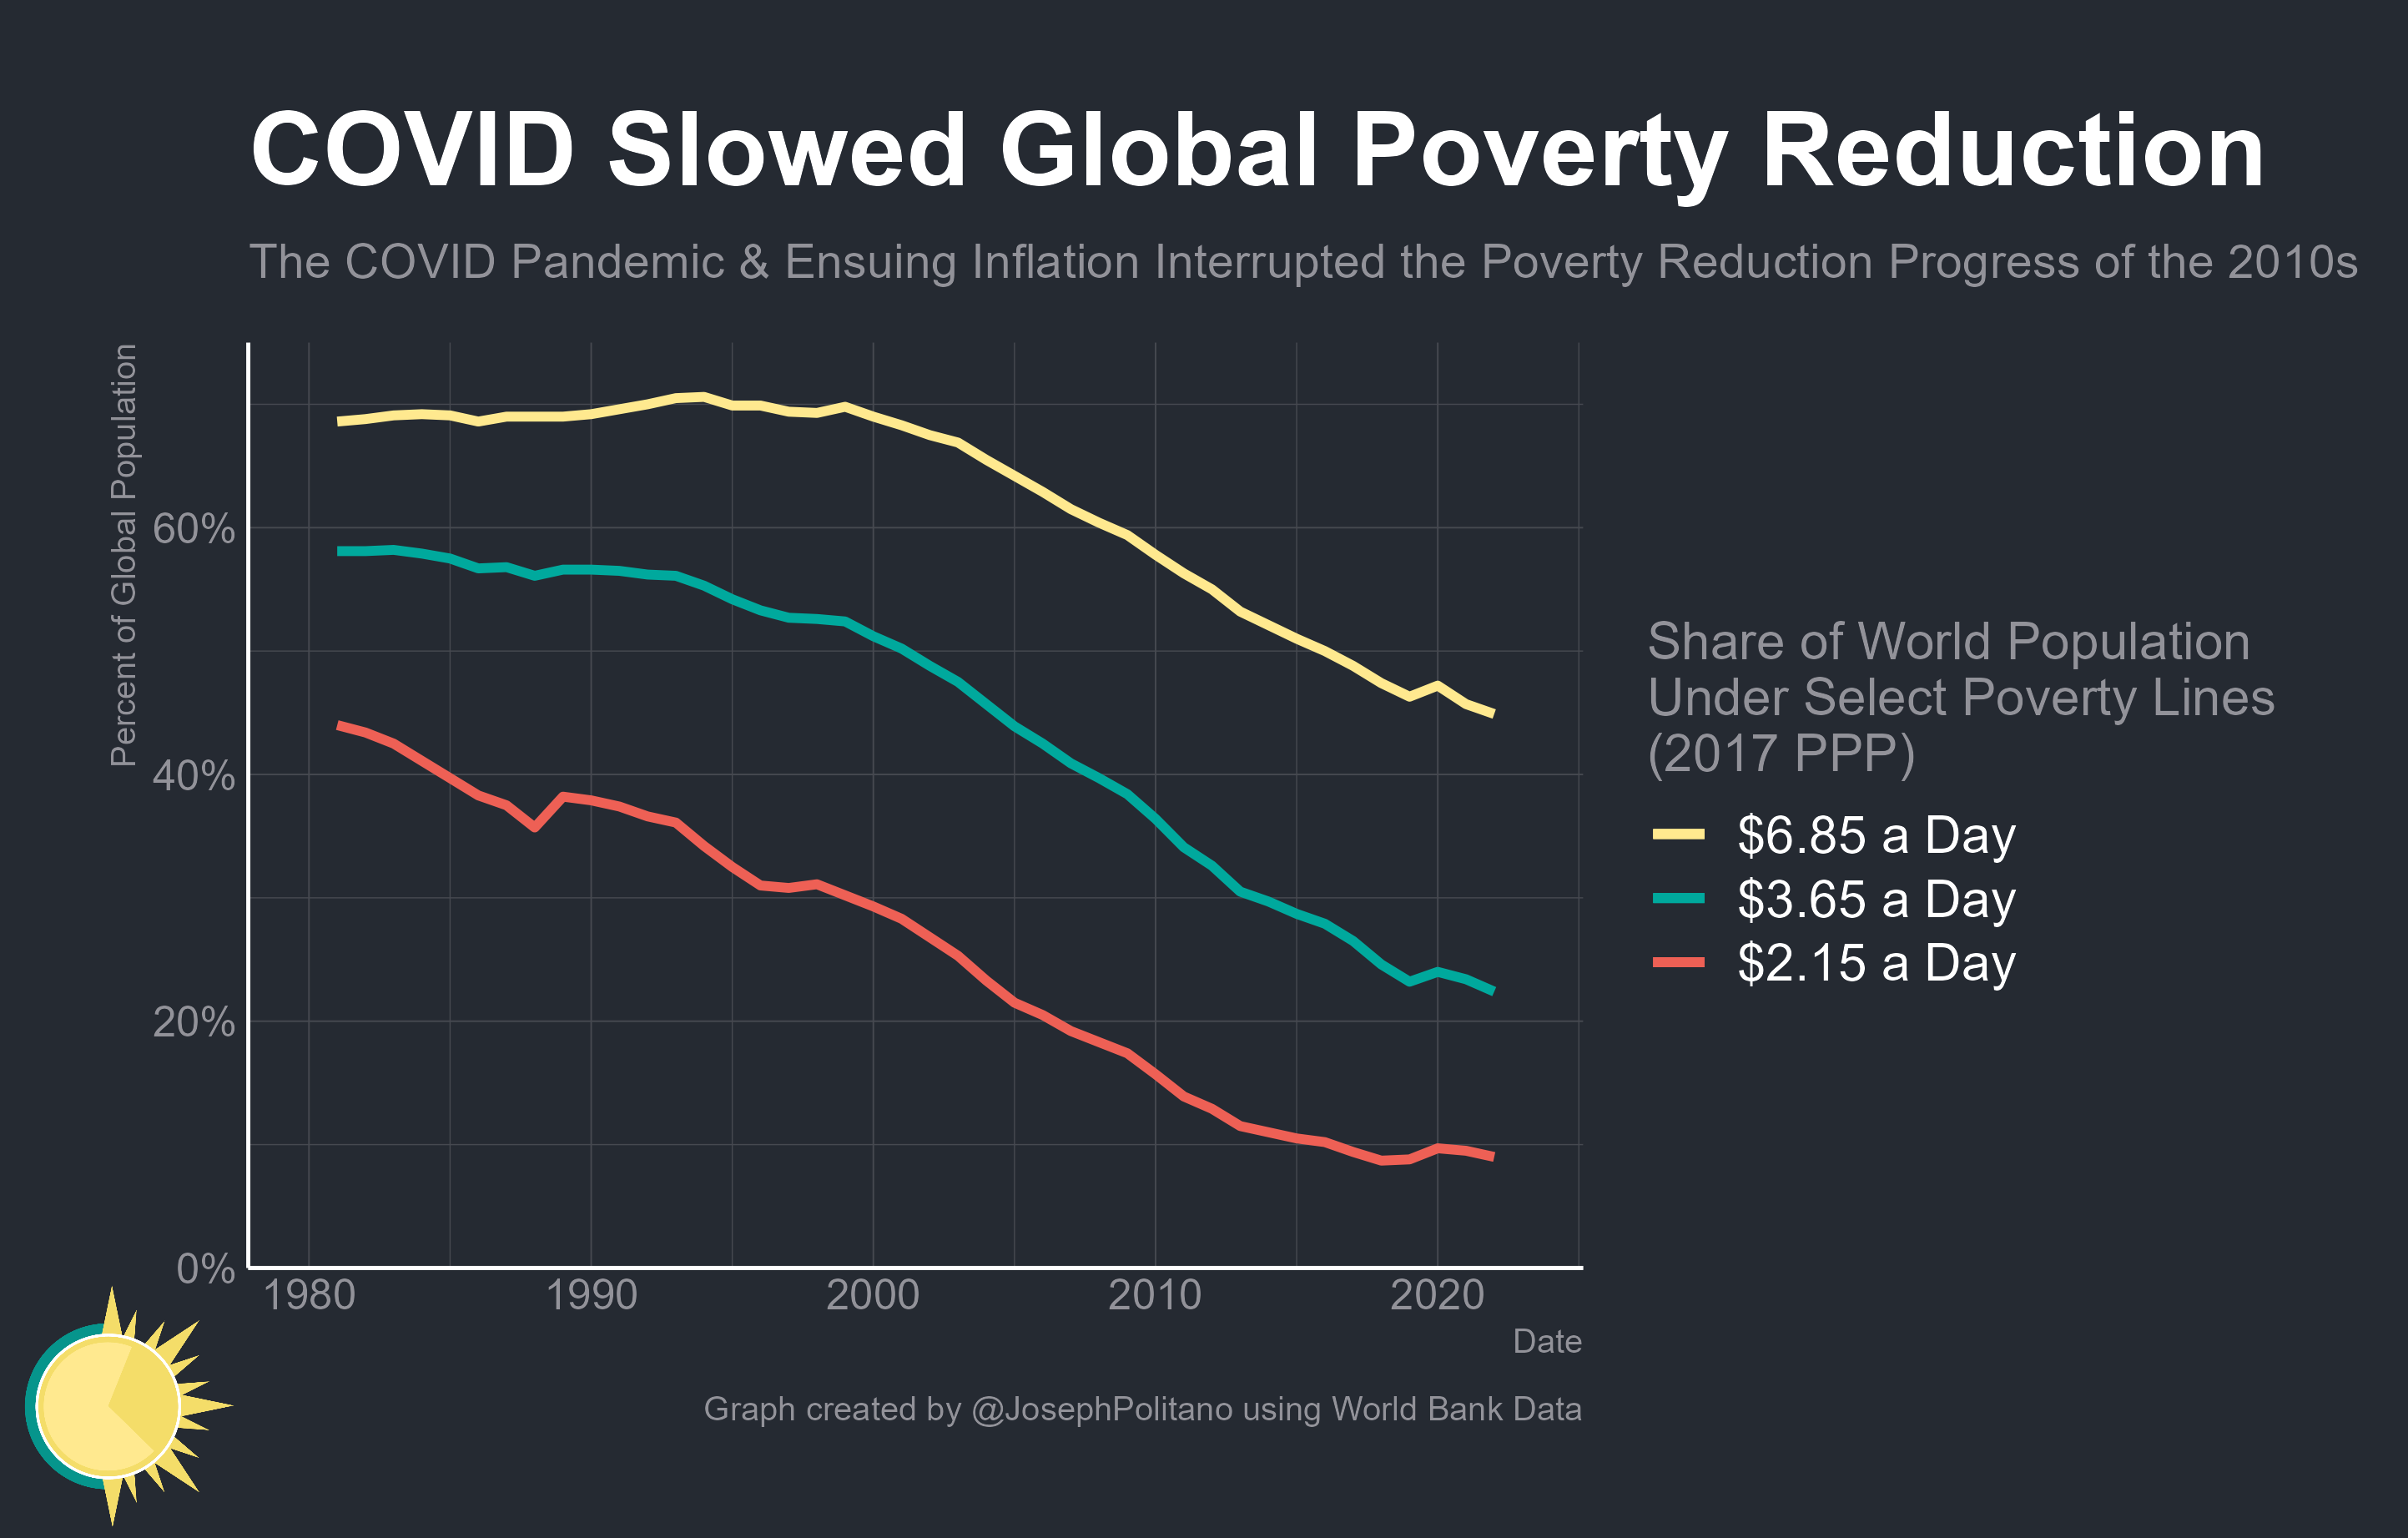 COVID Slowed Global Poverty Reduction
The COVID Pandemic & Ensuing Inflation Interrupted the Poverty Reduction Progress of the 2010s
Percent of Global Population
60%
40%
20%
0%
1980 1990 2000 2010 2020
Date
Share of World Population
Under Select Poverty Lines
(2017 PPP)
$6.85 a Day
$3.65 a Day
$2.15 a Day
Graph created by @JosephPolitano using World Bank Data